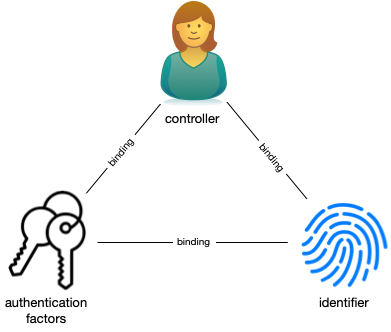 controller
binding
binding
binding
authentication
factors
identifier